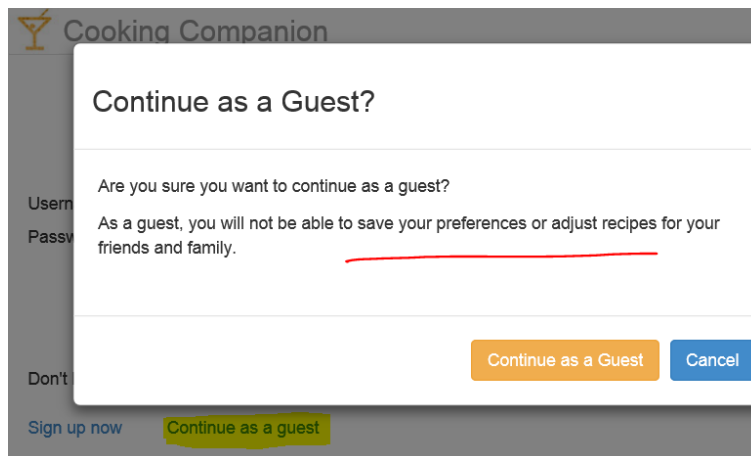 Cooking Companion
Continue as a Guest?
Are you sure you want to continue as a guest?
As a guest, you will not be able to save your preferences or adjust recipes for your
friends and family.
Continue as a Guest Cancel
Don't
Sign up now Continue as a guest